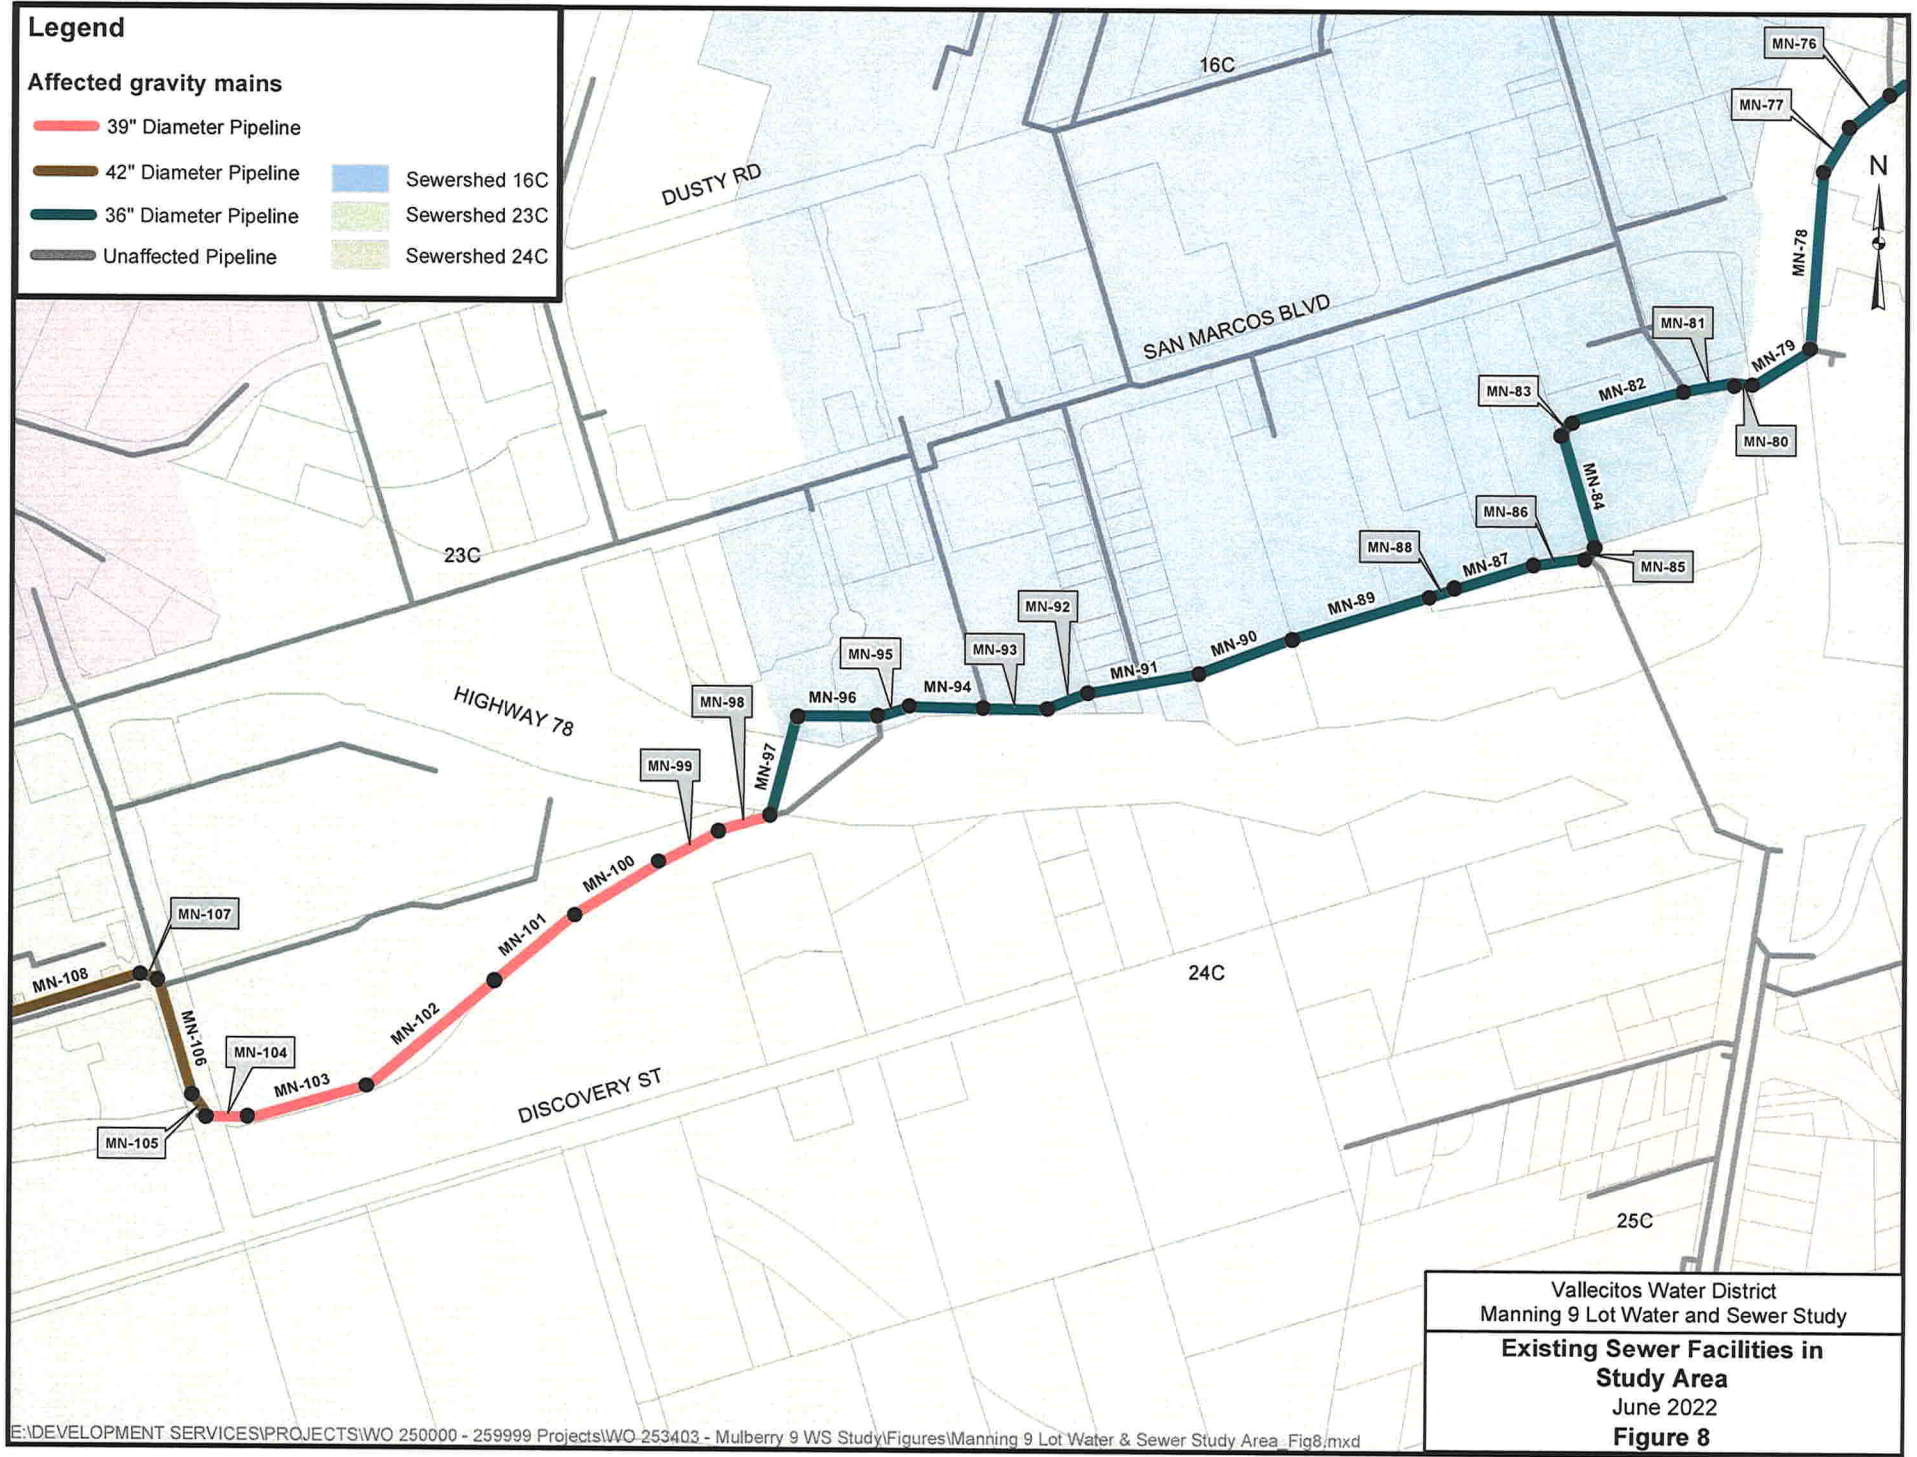 Legend
Affected gravity mains
39" Diameter Pipeline
42" Diameter Pipeline
36" Diameter Pipeline
Unaffected Pipeline
Sewershed 16C
Sewershed 23C
Sewershed 24C
16C
MN-76
MN-77
N
DUSTY RD
MN-78
SAN MARCOS BLVD
MN-81
MN-79
MN-83
MN-82
MN-80
MN-84
MN-86
MN-88
MN-87
MN-85
23C
MN-92
MN-89
MN-95
MN-93
MN-90
MN-91
HIGHWAY 78
MN-98
MN-96
MN-94
MN-99
MN-97
MN-100
MN-107
MN-101
MN-108
24C
MN-102
MN-106
MN-104
MN-103
DISCOVERY ST
MN-105
25C
Vallecitos Water District
Manning 9 Lot Water and Sewer Study
Existing Sewer Facilities in
Study Area
June 2022
Figure 8
E:\DEVELOPMENT SERVICES\PROJECTS\WO 250000 - 259999 Projects\WO 253403 - Mulberry 9 WS Study\Figures\Manning 9 Lot Water & Sewer Study Area_Fig8.mxd